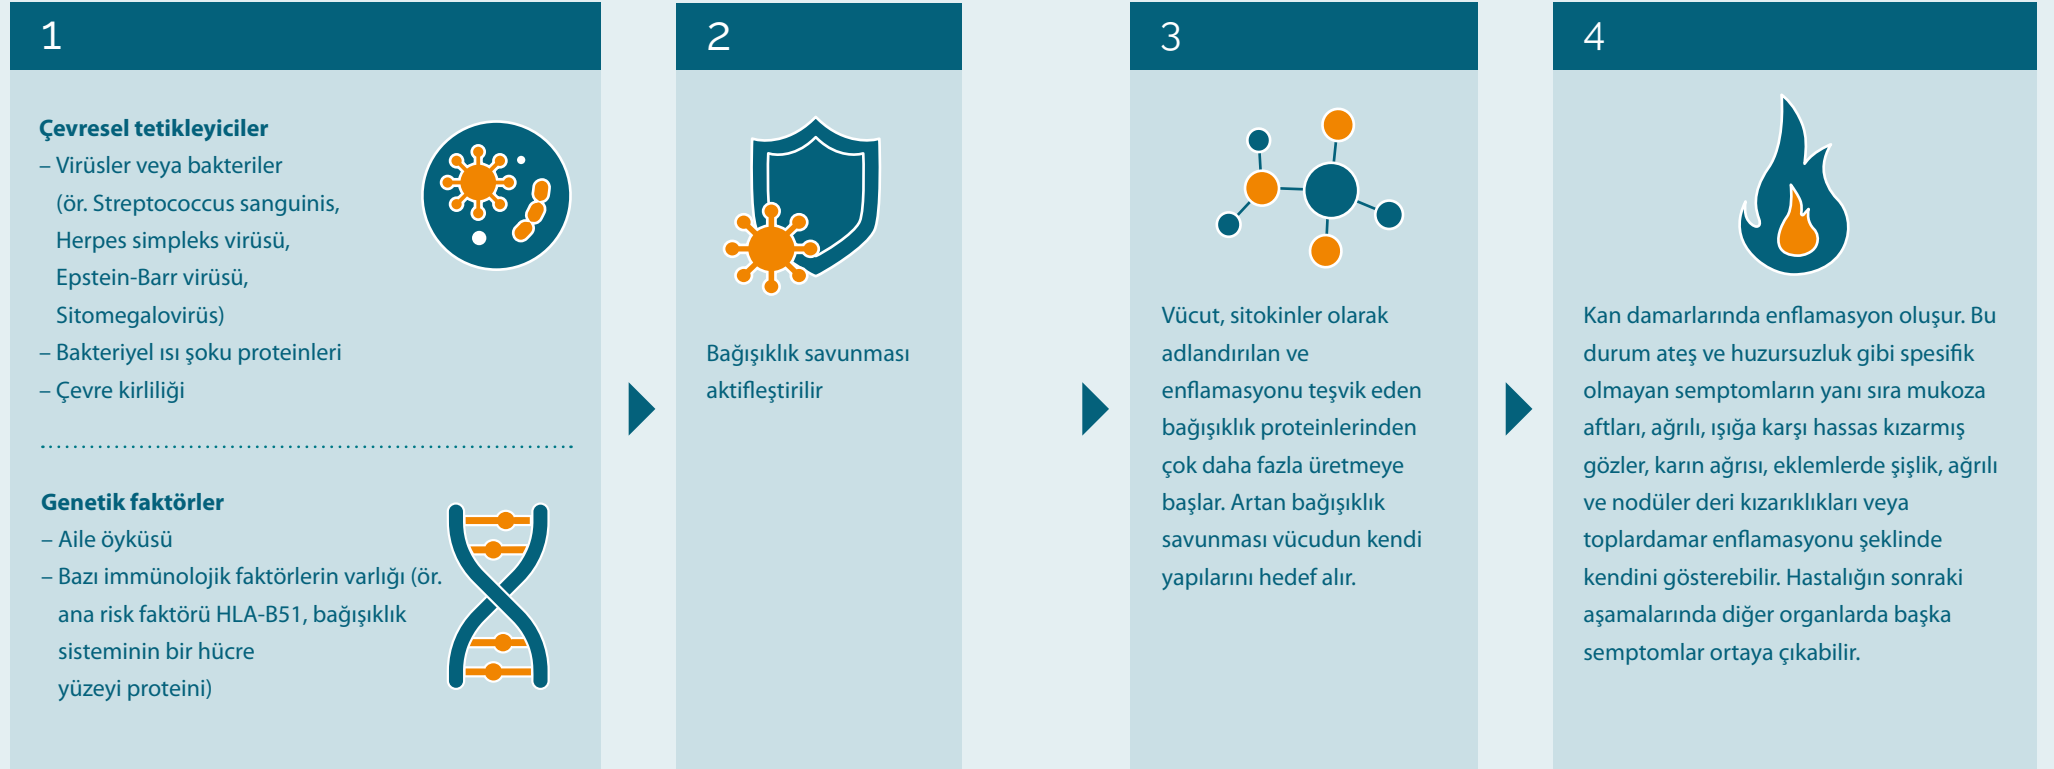 1
Çevresel tetikleyiciler
– Virüsler veya bakteriler
(ör. Streptococcus sanguinis,
Herpes simpleks virüsü,
Epstein-Barr virüsü,
Sitomegalovirüs)
– Bakteriyel ısı şoku proteinleri
– Çevre kirliliği
Genetik faktörler
– Aile öyküsü
– Bazı immünolojik faktörlerin varlığı (ör.
ana risk faktörü HLA-B51, bağışıklık
sisteminin bir hücre
yüzeyi proteini)
2
Bağışıklık savunması
aktifleştirilir
3
Vücut, sitokinler olarak
adlandırılan ve
enflamasyonu teşvik eden
bağışıklık proteinlerinden
çok daha fazla üretmeye
başlar. Artan bağışıklık
savunması vücudun kendi
yapılarını hedef alır.
4
Kan damarlarında enflamasyon oluşur. Bu
durum ateş ve huzursuzluk gibi spesifik
olmayan semptomların yanı sıra mukoza
aftları, ağrılı, ışığa karşı hassas kızarmış
gözler, karın ağrısı, eklemlerde şişlik, ağrılı
ve nodüler deri kızarıklıkları veya
toplardamar enflamasyonu şeklinde
kendini gösterebilir. Hastalığın sonraki
aşamalarında diğer organlarda başka
semptomlar ortaya çıkabilir.